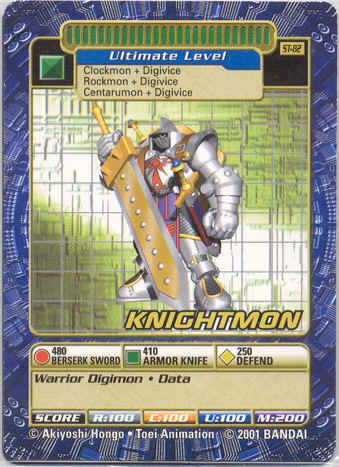 Ultimate Level
ST-82
Clockmon + Digivice
Rockmon + Digivice
Centarumon + Digivice
KNIGHTMON
480 BERSERK SWORD
410 ARMOR KNIFE
250 DEFEND
Warrior Digimon • Data
SCORE R:100 C:100 U:100 M:200
© Akiyoshi Hongo • Toei Animation • © 2001 BANDAI